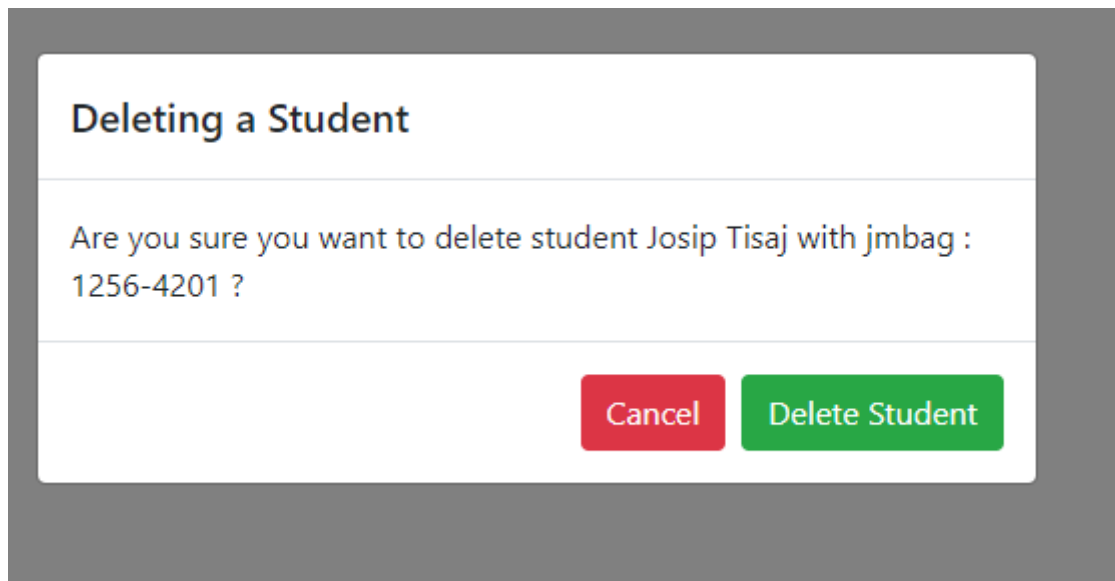 Deleting a Student
Are you sure you want to delete student Josip Tisaj with jmbag :
1256-4201 ?
Cancel Delete Student